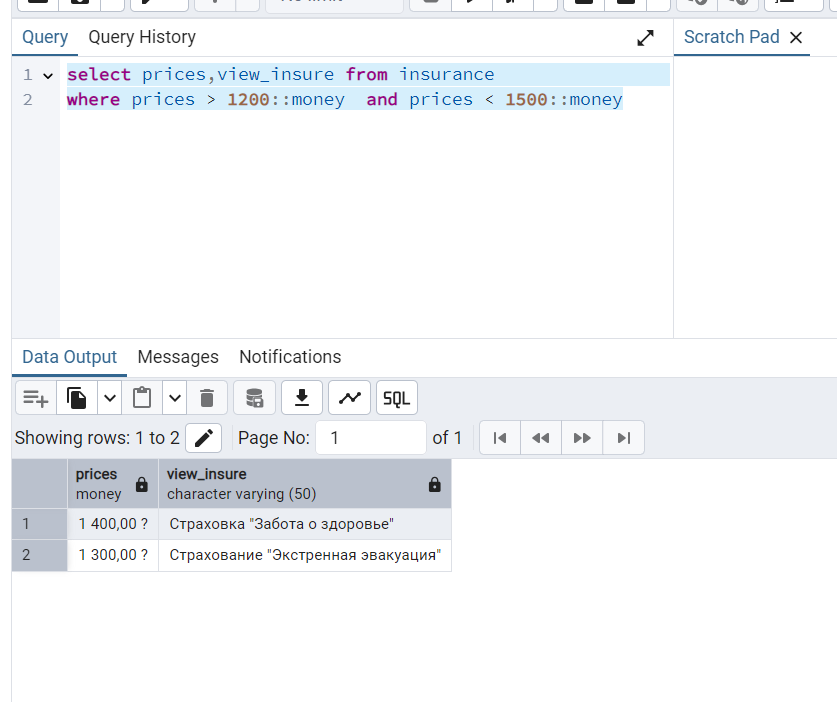 Query Query History Scratch Pad
1 select prices,view_insure from insurance
2 where prices > 1200::money  and prices < 1500::money
Data Output Messages Notifications
SQL
Showing rows: 1 to 2 Page No: 1 of 1
prices view_insure
money character varying (50)
1 1 400,00 ? Страховка "Забота о здоровье"
2 1 300,00 ? Страхование "Экстренная эвакуация"